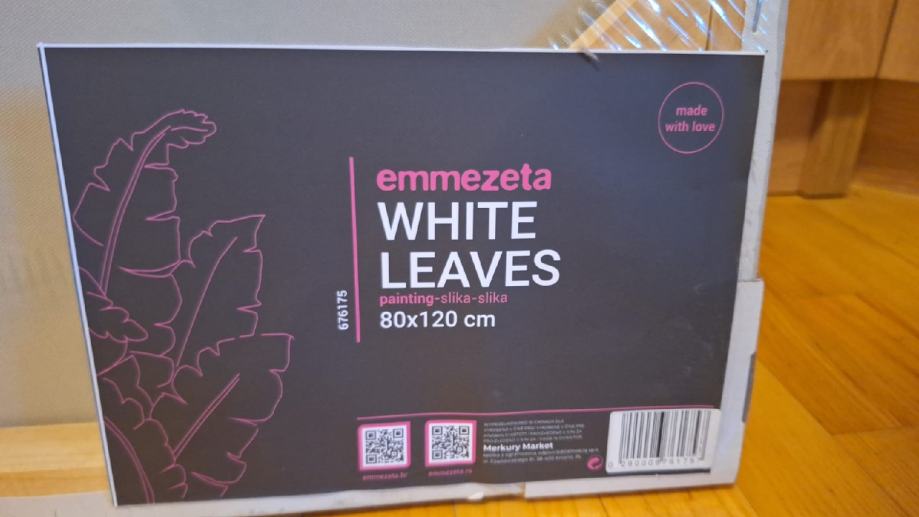 made
with love
emmezeta
WHITE
LEAVES
painting-slika-slika
80x120 cm
676175
emmezeta.hr
emmezeta.rs
Merkury Market